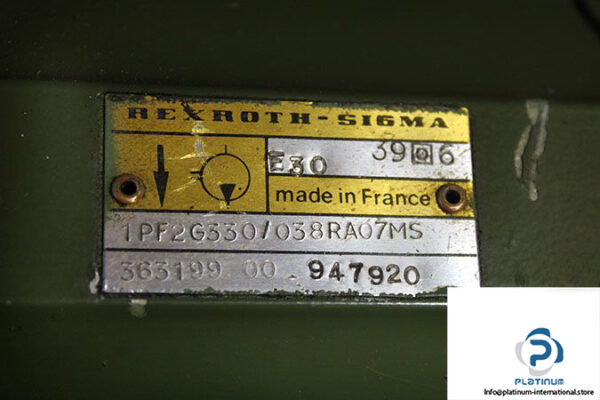 REXROTH-SIGMA
E30 39 6
made in France
1PF2G330/038RA07MS
363199 00 947920
P
PLATINUM
info@platinum-international.store